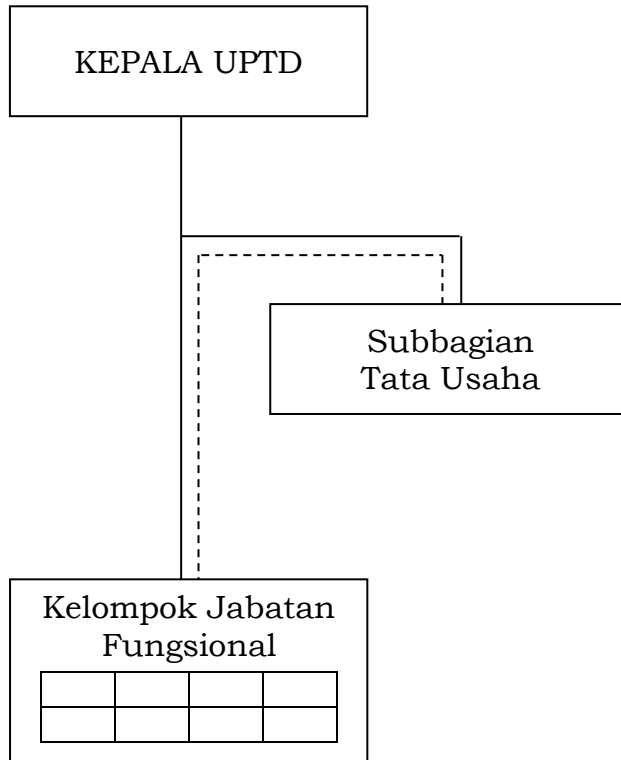 KEPALA UPTD
Subbagian
Tata Usaha
Kelompok Jabatan
Fungsional